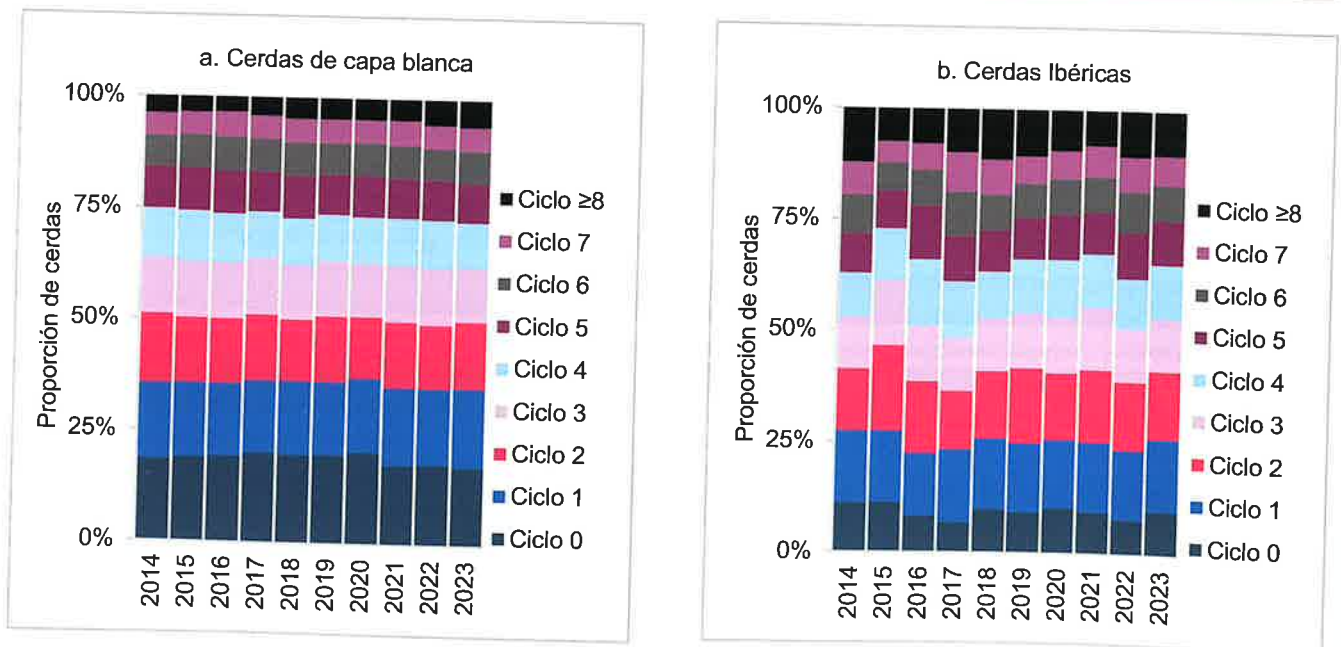 a. Cerdas de capa blanca
100%
75%
50%
25%
0%
Proporción de cerdas
2014
2015
2016
2017
2018
2019
2020
2021
2022
2023
Ciclo ≥8
Ciclo 7
Ciclo 6
Ciclo 5
Ciclo 4
Ciclo 3
Ciclo 2
Ciclo 1
Ciclo 0
b. Cerdas Ibéricas
100%
75%
50%
25%
0%
Proporción de cerdas
2014
2015
2016
2017
2018
2019
2020
2021
2022
2023
Ciclo ≥8
Ciclo 7
Ciclo 6
Ciclo 5
Ciclo 4
Ciclo 3
Ciclo 2
Ciclo 1
Ciclo 0